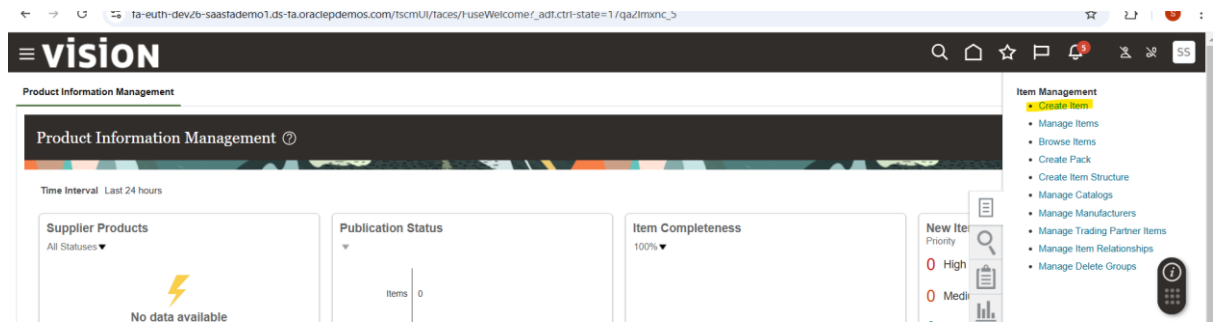 fa-euth-dev26-saasfademo1.ds-fa.oraclepdemos.com/fscmUI/faces/FuseWelcome?_adf.ctrl-state=17qa2lmxnc_5
S
vision
5
SS
Product Information Management
Product Information Management
Time Interval Last 24 hours
Supplier Products
All Statuses
No data available
Publication Status
Items 0
Item Completeness
100%
New Ite
Priority
0 High
0 Medi
Item Management
Create Item
Manage Items
Browse Items
Create Pack
Create Item Structure
Manage Catalogs
Manage Manufacturers
Manage Trading Partner Items
Manage Item Relationships
Manage Delete Groups